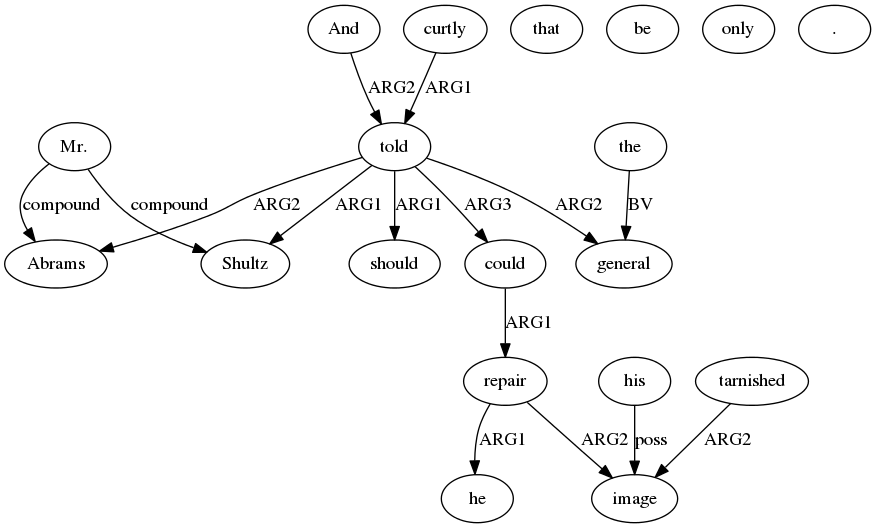 And curtly that be only .
ARG2 ARG1
Mr. told the
compound compound ARG2 ARG1 ARG1 ARG3 ARG2 BV
Abrams Shultz should could general
ARG1
repair his tarnished
ARG1 ARG2 poss ARG2
he image